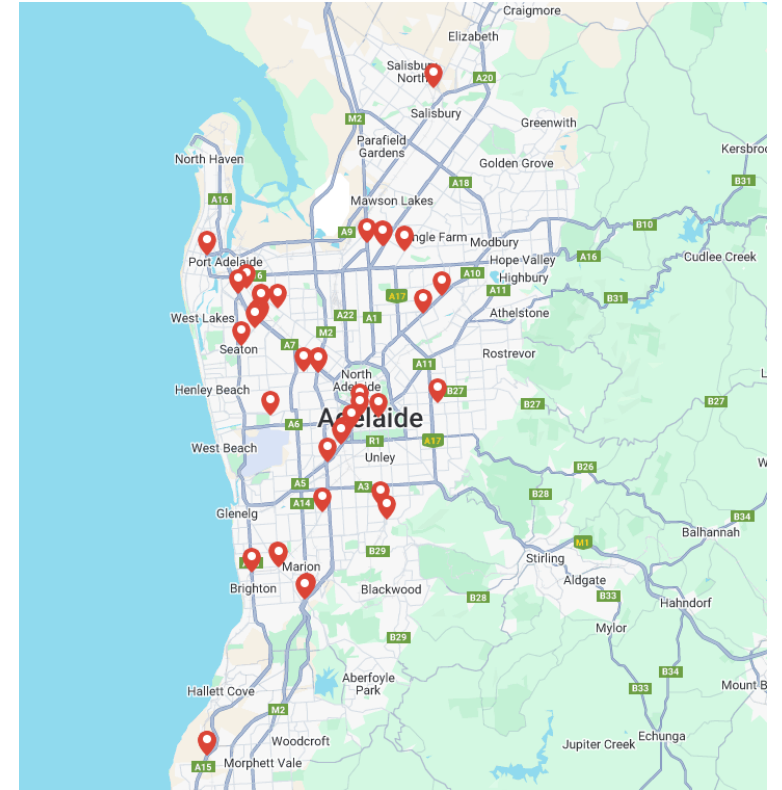 Craigmore
Elizabeth
Salisbury
North
A20
Salisbury
M2
Greenwith
Parafield
Gardens
Kersbro
North Haven
Golden Grove
A18
B31
A16
Mawson Lakes
B10
A9
ngle Farm
Modbury
Port Adelaide
Hope Valley
A16
Cudlee Creek
A10
Highbury
A11
A17
B31
West Lakes
A22
A1
Athelstone
M2
Seaton
A7
Rostrevor
A11
L
North
Adelaide
Henley Beach
B27
B27
B27
Adelaide
A6
R1
A17
West Beach
Unley
W
B26
A5
A3
B28
A14
Glenelg
B34
Balhannah
M1
B29
Stirling
Marion
Aldgate
Brighton
Blackwood
B28
B33
Hahndorf
Mylor
B29
B34
Aberfoyle
Park
Hallett Cove
B33
Mount B
M2
Echunga
Woodcroft
Jupiter Creek
A15
Morphett Vale